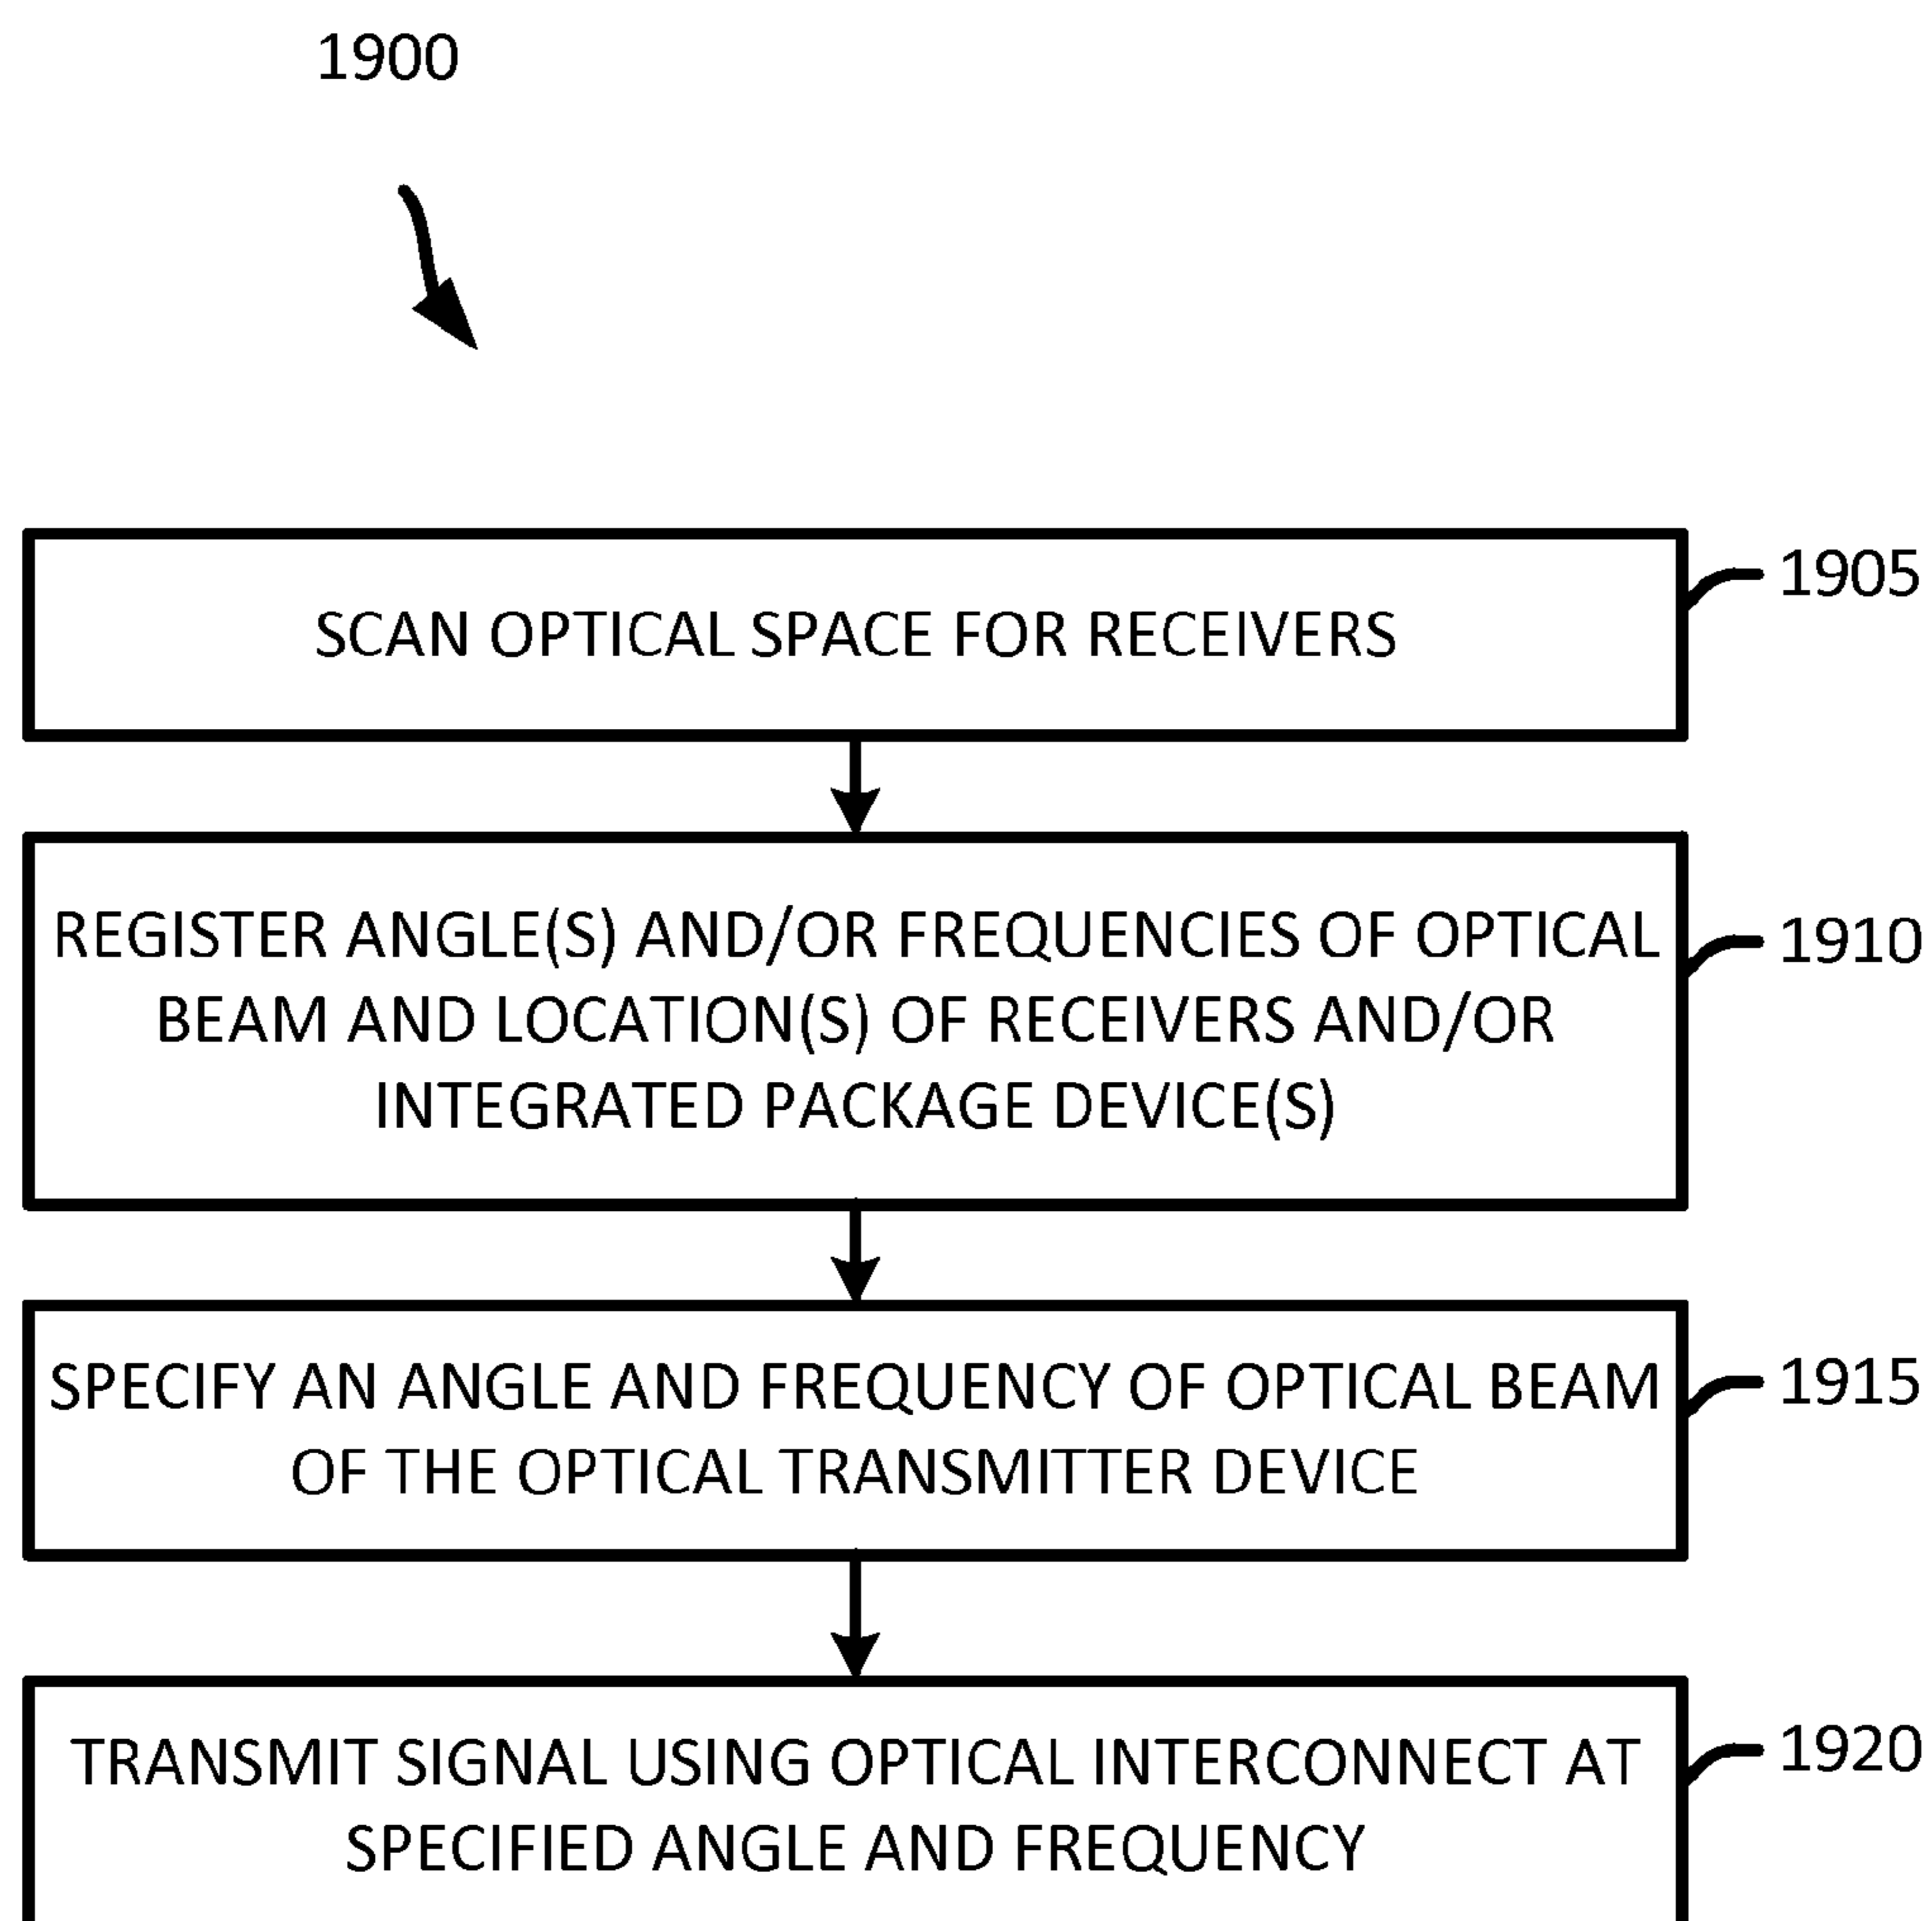 1900
SCAN OPTICAL SPACE FOR RECEIVERS
1905
REGISTER ANGLE(S) AND/OR FREQUENCIES OF OPTICAL
BEAM AND LOCATION(S) OF RECEIVERS AND/OR
INTEGRATED PACKAGE DEVICE(S)
1910
SPECIFY AN ANGLE AND FREQUENCY OF OPTICAL BEAM
OF THE OPTICAL TRANSMITTER DEVICE
1915
TRANSMIT SIGNAL USING OPTICAL INTERCONNECT AT
SPECIFIED ANGLE AND FREQUENCY
1920